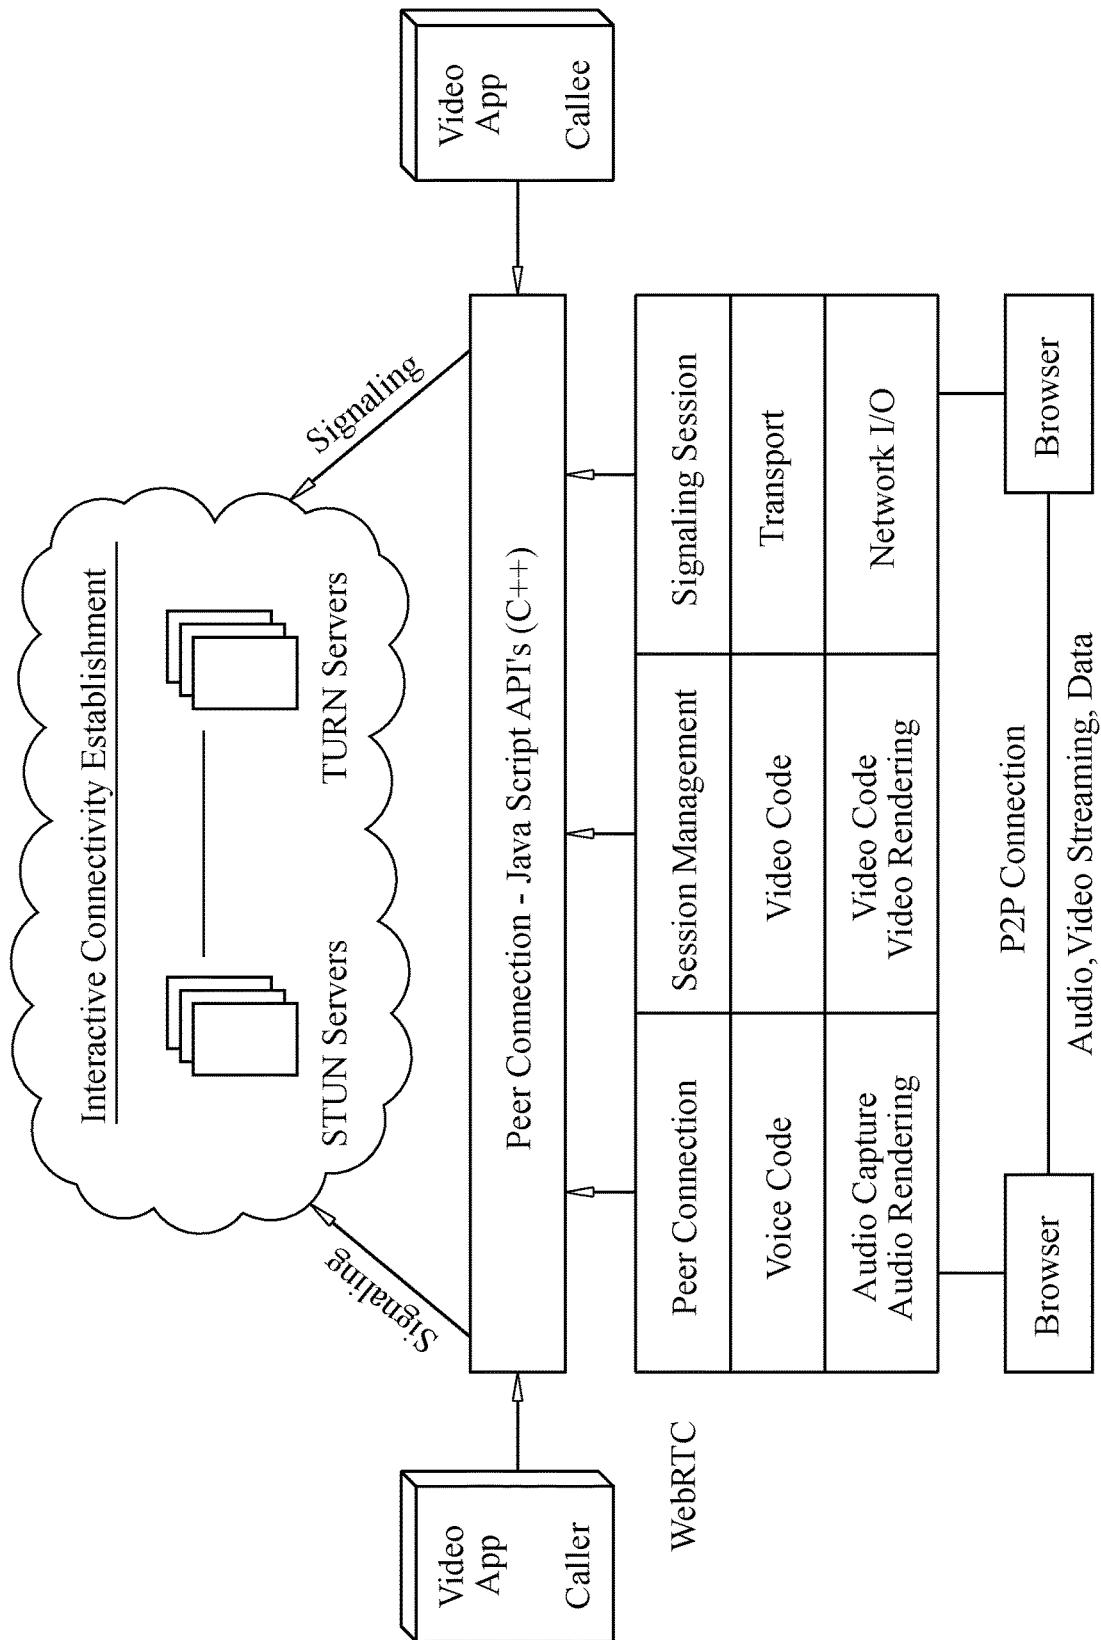 Interactive Connectivity Establishment
STUN Servers
TURN Servers
Signaling
Signaling
Video
App
Caller
Video
App
Callee
Peer Connection - Java Script API's (C++)
WebRTC
Peer Connection
Session Management
Signaling Session
Voice Code
Video Code
Transport
Audio Capture
Audio Rendering
Video Code
Video Rendering
Network I/O
Browser
P2P Connection
Browser
Audio, Video Streaming, Data